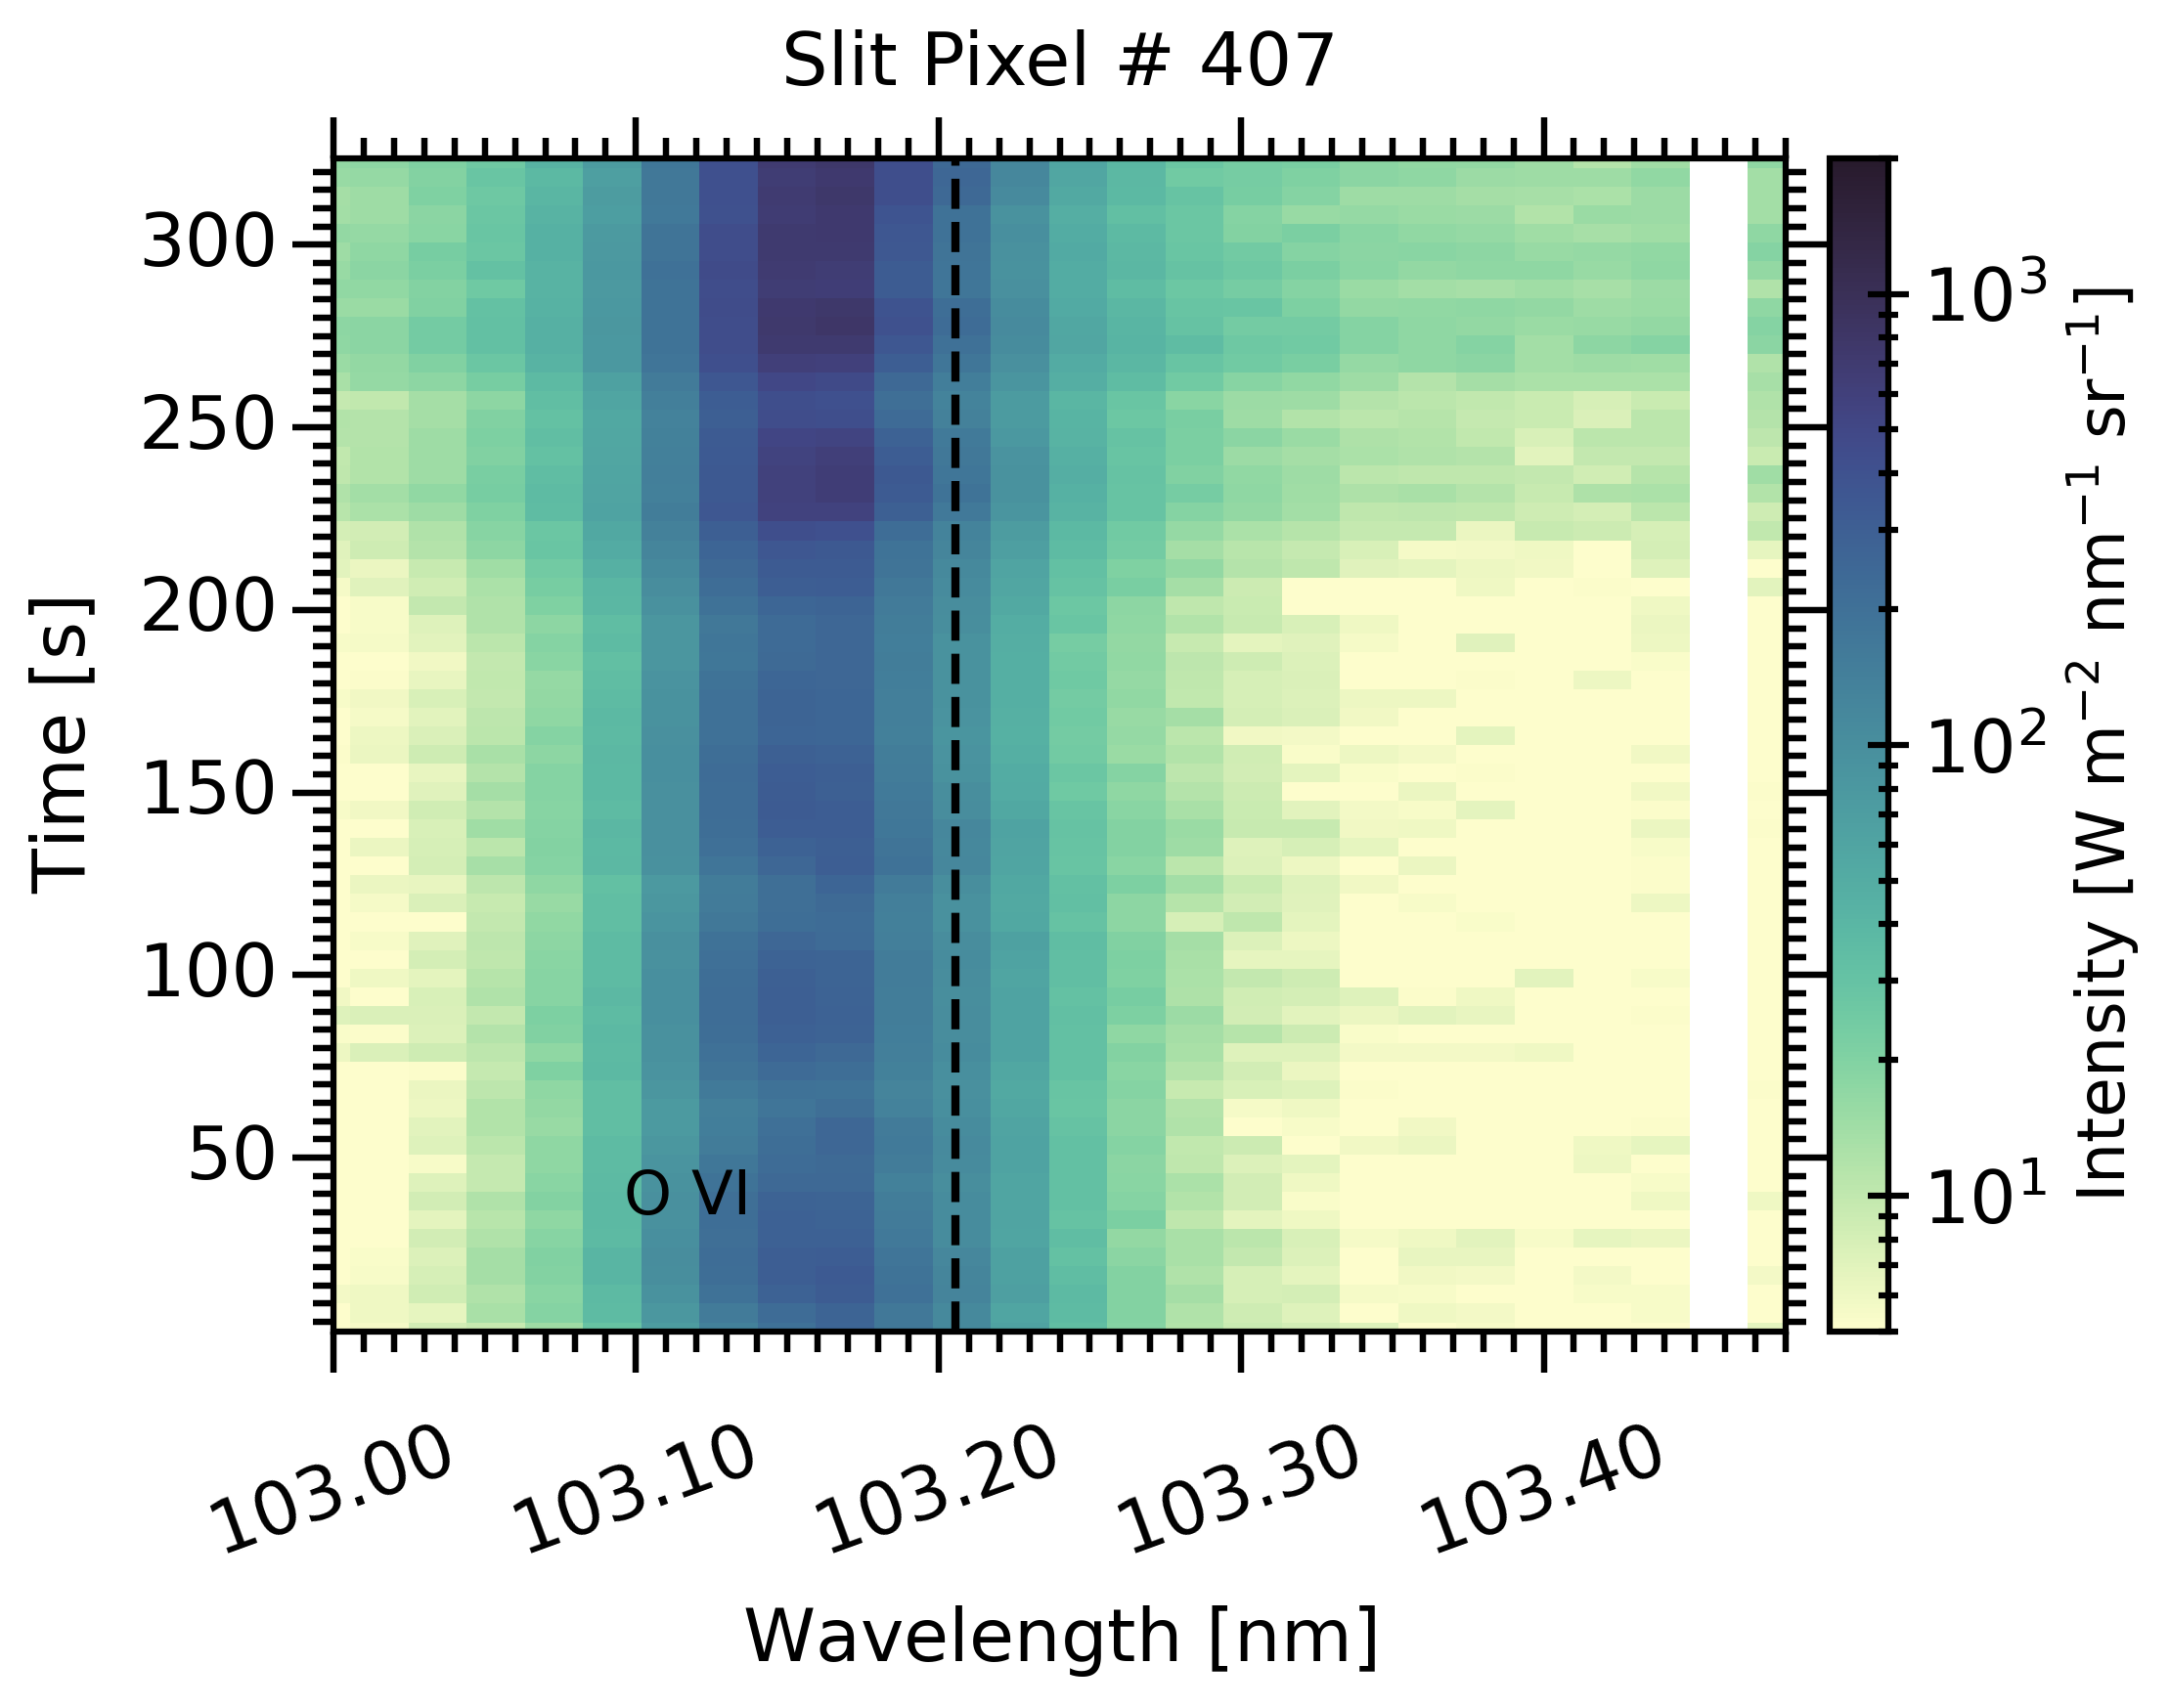 Slit Pixel # 407
300
250
200
150
100
50
Time [s]
O VI
103.00
103.10
103.20
103.30
103.40
Wavelength [nm]
10³
10²
10¹
Intensity [W m⁻² nm⁻¹ sr⁻¹]